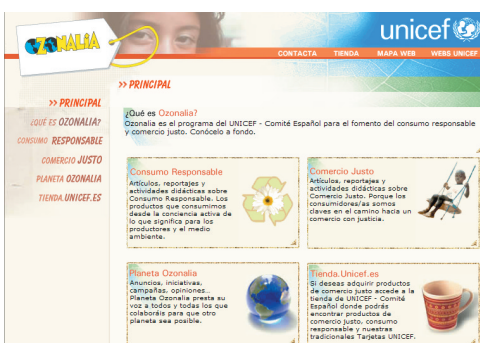 OZONALIA
unicef
CONTACTA TIENDA MAPA WEB WEBS UNICEF
>> PRINCIPAL
>> PRINCIPAL
¿QUÉ ES OZONALIA?
CONSUMO RESPONSABLE
COMERCIO JUSTO
PLANETA OZONALIA
TIENDA.UNICEF.ES
¿Qué es Ozonalia?
Ozonalia es el programa del UNICEF - Comité Español para el fomento del consumo responsable
y comercio justo. Conócelo a fondo.
Consumo Responsable
Artículos, reportajes y
actividades didácticas sobre
Consumo Responsable. Los
productos que consumimos
desde la conciencia activa de
lo que significa para los
productores y el medio
ambiente.
Comercio Justo
Artículos, reportajes y
actividades didácticas sobre
Comercio Justo. Porque los
consumidores/as somos
claves en el camino hacia un
comercio con justicia.
Planeta Ozonalia
Anuncios, iniciativas,
campañas, opiniones...
Planeta Ozonalia presta su
voz a todos y todas los que
colaboráis para que otro
planeta sea posible.
Tienda.Unicef.es
Si deseas adquirir productos
de comercio justo accede a la
tienda de UNICEF - Comité
Español donde podrás
encontrar productos de
comercio justo, consumo
responsable y nuestras
tradicionales Tarjetas UNICEF.